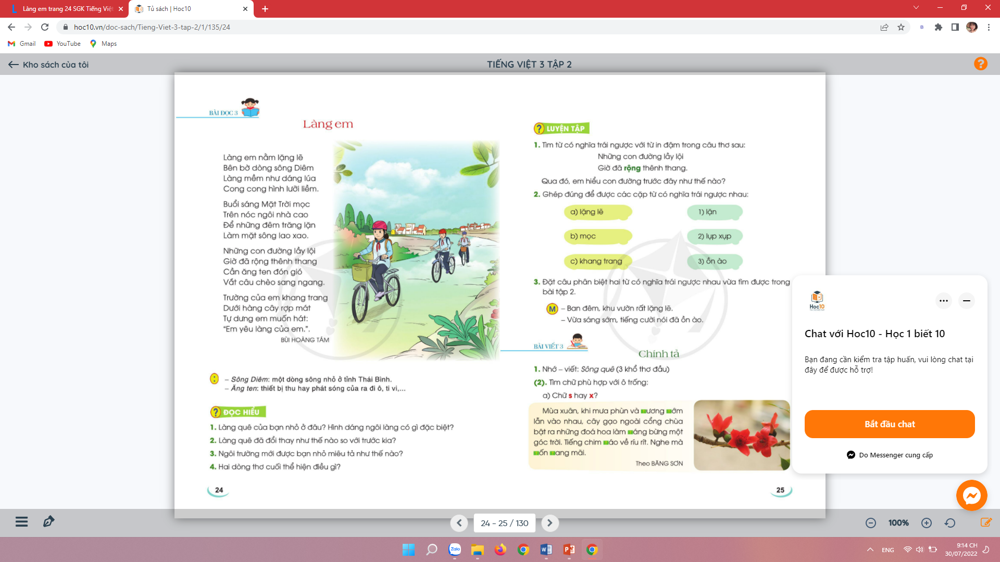 Làng em trang 24 SGK Tiếng Việt
Tủ sách | Hoc10
hoc10.vn/doc-sach/Tieng-Viet-3-tap-2/1/135/24
Gmail
YouTube
Maps
Kho sách của tôi
TIẾNG VIỆT 3 TẬP 2
BÀI ĐỌC 3
Làng em
Làng em nằm lặng lẽ
Bên bờ dòng sông Diêm
Làng mềm như dáng lúa
Cong cong hình lưỡi liềm.
Buổi sáng Mặt Trời mọc
Trên nóc ngôi nhà cao
Để những đêm trăng lặn
Làm mặt sông lao xao.
Những con đường lầy lội
Giờ đã rộng thênh thang
Cần ăng ten đón gió
Vắt câu chèo sang ngang.
Trường của em khang trang
Dưới hàng cây rợp mát
Tự dưng em muốn hát:
“Em yêu làng của em.”.
BÙI HOÀNG TÁM
– Sông Diêm: một dòng sông nhỏ ở tỉnh Thái Bình.
– Ăng ten: thiết bị thu hay phát sóng của ra đi ô, ti vi,...
? ĐỌC HIỂU
1. Làng quê của bạn nhỏ ở đâu? Hình dáng ngôi làng có gì đặc biệt?
2. Làng quê đã đổi thay như thế nào so với trước kia?
3. Ngôi trường mới được bạn nhỏ miêu tả như thế nào?
4. Hai dòng thơ cuối thể hiện điều gì?
24
? LUYỆN TẬP
1. Tìm từ có nghĩa trái ngược với từ in đậm trong câu thơ sau:
Những con đường lầy lội
Giờ đã rộng thênh thang.
Qua đó, em hiểu con đường trước đây như thế nào?
2. Ghép đúng để được các cặp từ có nghĩa trái ngược nhau:
a) lặng lẽ
1) lặn
b) mọc
2) lụp xụp
c) khang trang
3) ồn ào
3. Đặt câu phân biệt hai từ có nghĩa trái ngược nhau vừa tìm được trong
bài tập 2.
M – Ban đêm, khu vườn rất lặng lẽ.
– Vừa sáng sớm, tiếng cười nói đã ồn ào.
BÀI VIẾT 3
Chính tả
1. Nhớ – viết: Sông quê (3 khổ thơ đầu)
(2). Tìm chữ phù hợp với ô trống:
a) Chữ s hay x?
Mùa xuân, khi mưa phùn và ?ương ?ớm
lẫn vào nhau, cây gạo ngoài cổng chùa
bật ra những đoá hoa làm ?áng bừng một
góc trời. Tiếng chim ?áo về ríu rít. Nghe mà
?ốn ?ang mãi.
Theo BĂNG SƠN
25
Hoc10
Chat với Hoc10 - Học 1 biết 10
Bạn đang cần kiểm tra tập huấn, vui lòng chat tại
đây để được hỗ trợ!
Bắt đầu chat
Do Messenger cung cấp
24 – 25 / 130
100%
Zalo
ENG
9:14 CH
30/07/2022